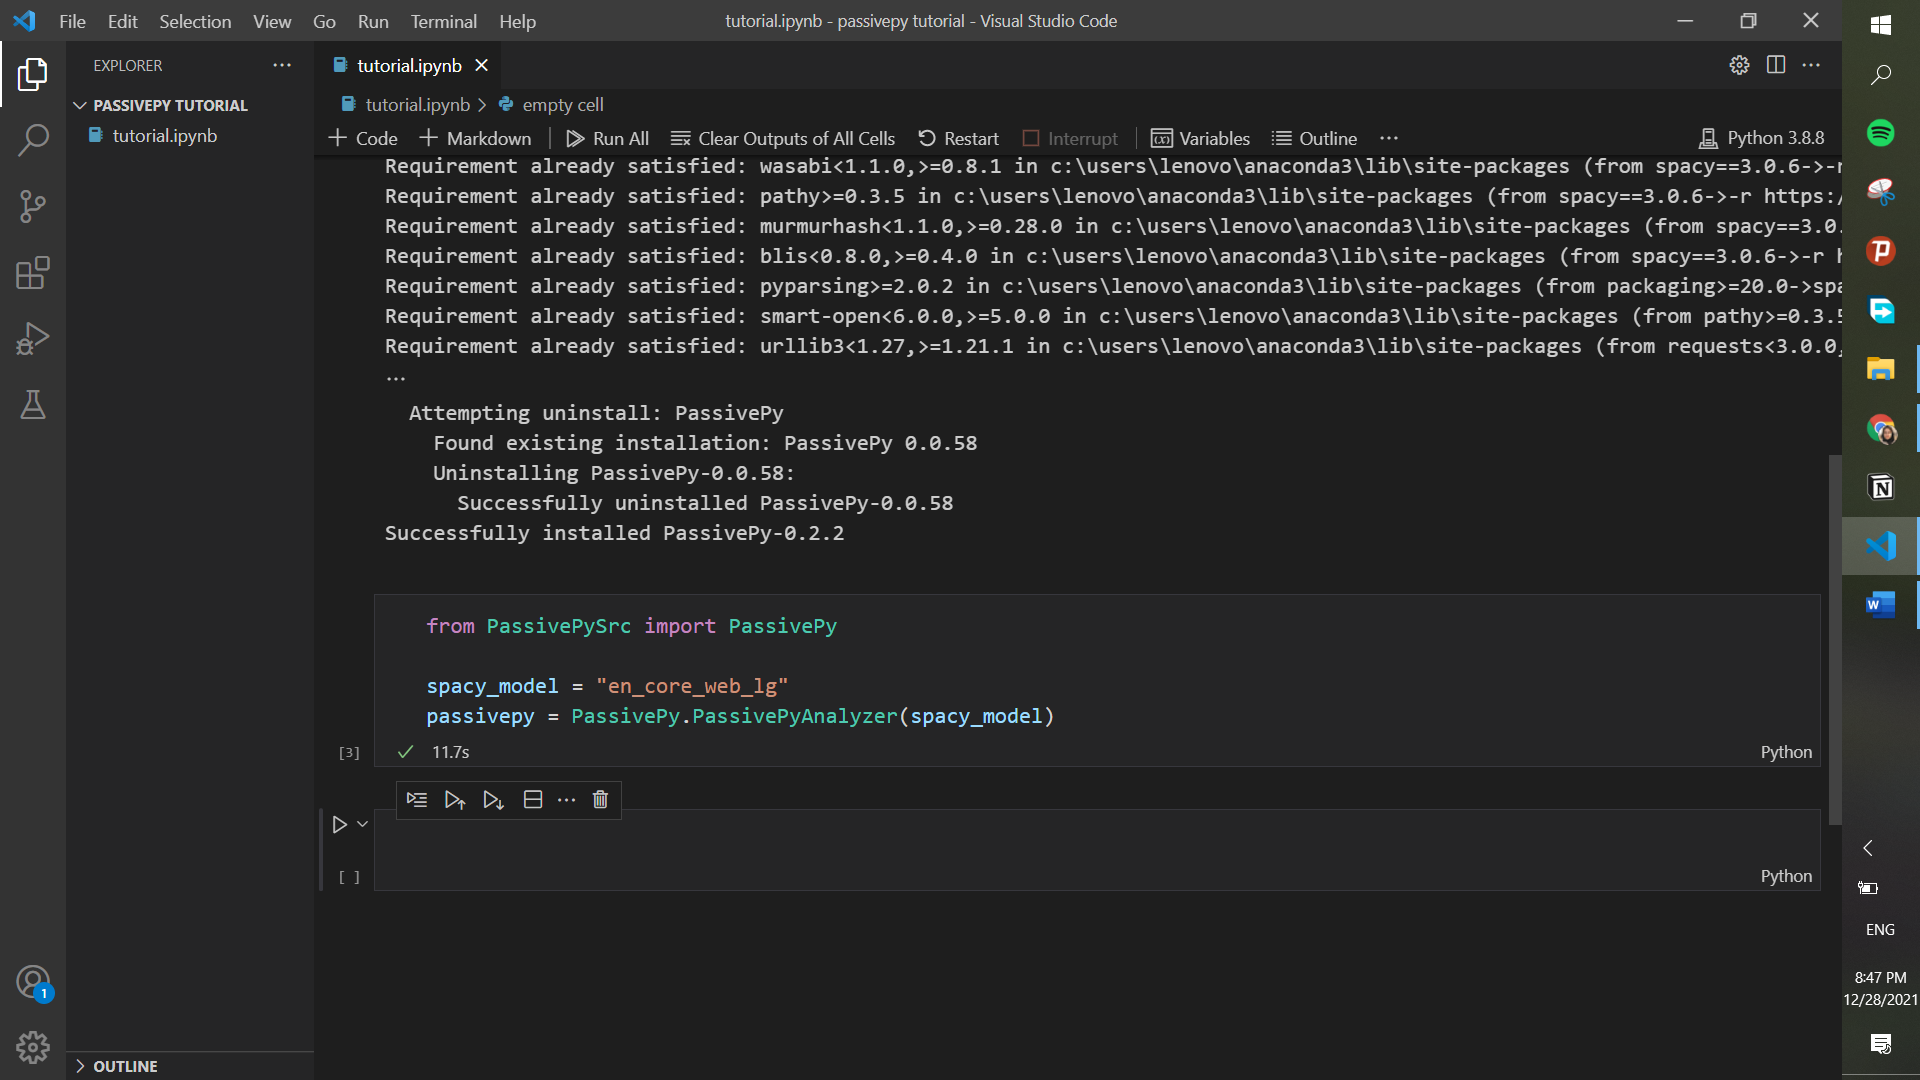 File Edit Selection View Go Run Terminal Help
tutorial.ipynb - passivepy tutorial - Visual Studio Code
EXPLORER
PASSIVEPY TUTORIAL
tutorial.ipynb
tutorial.ipynb
tutorial.ipynb > empty cell
Code Markdown Run All Clear Outputs of All Cells Restart Interrupt Variables Outline ... Python 3.8.8
Requirement already satisfied: wasabi<1.1.0,>=0.8.1 in c:\users\lenovo\anaconda3\lib\site-packages (from spacy==3.0.6->-r
Requirement already satisfied: pathy>=0.3.5 in c:\users\lenovo\anaconda3\lib\site-packages (from spacy==3.0.6->-r https:/
Requirement already satisfied: murmurhash<1.1.0,>=0.28.0 in c:\users\lenovo\anaconda3\lib\site-packages (from spacy==3.0.
Requirement already satisfied: blis<0.8.0,>=0.4.0 in c:\users\lenovo\anaconda3\lib\site-packages (from spacy==3.0.6->-r h
Requirement already satisfied: pyparsing>=2.0.2 in c:\users\lenovo\anaconda3\lib\site-packages (from packaging>=20.0->spa
Requirement already satisfied: smart-open<6.0.0,>=5.0.0 in c:\users\lenovo\anaconda3\lib\site-packages (from pathy>=0.3.5
Requirement already satisfied: urllib3<1.27,>=1.21.1 in c:\users\lenovo\anaconda3\lib\site-packages (from requests<3.0.0,
...
Attempting uninstall: PassivePy
Found existing installation: PassivePy 0.0.58
Uninstalling PassivePy-0.0.58:
Successfully uninstalled PassivePy-0.0.58
Successfully installed PassivePy-0.2.2
from PassivePySrc import PassivePy
spacy_model = "en_core_web_lg"
passivepy = PassivePy.PassivePyAnalyzer(spacy_model)
[3] 11.7s Python
[ ] Python
1
OUTLINE
ENG
8:47 PM
12/28/2021